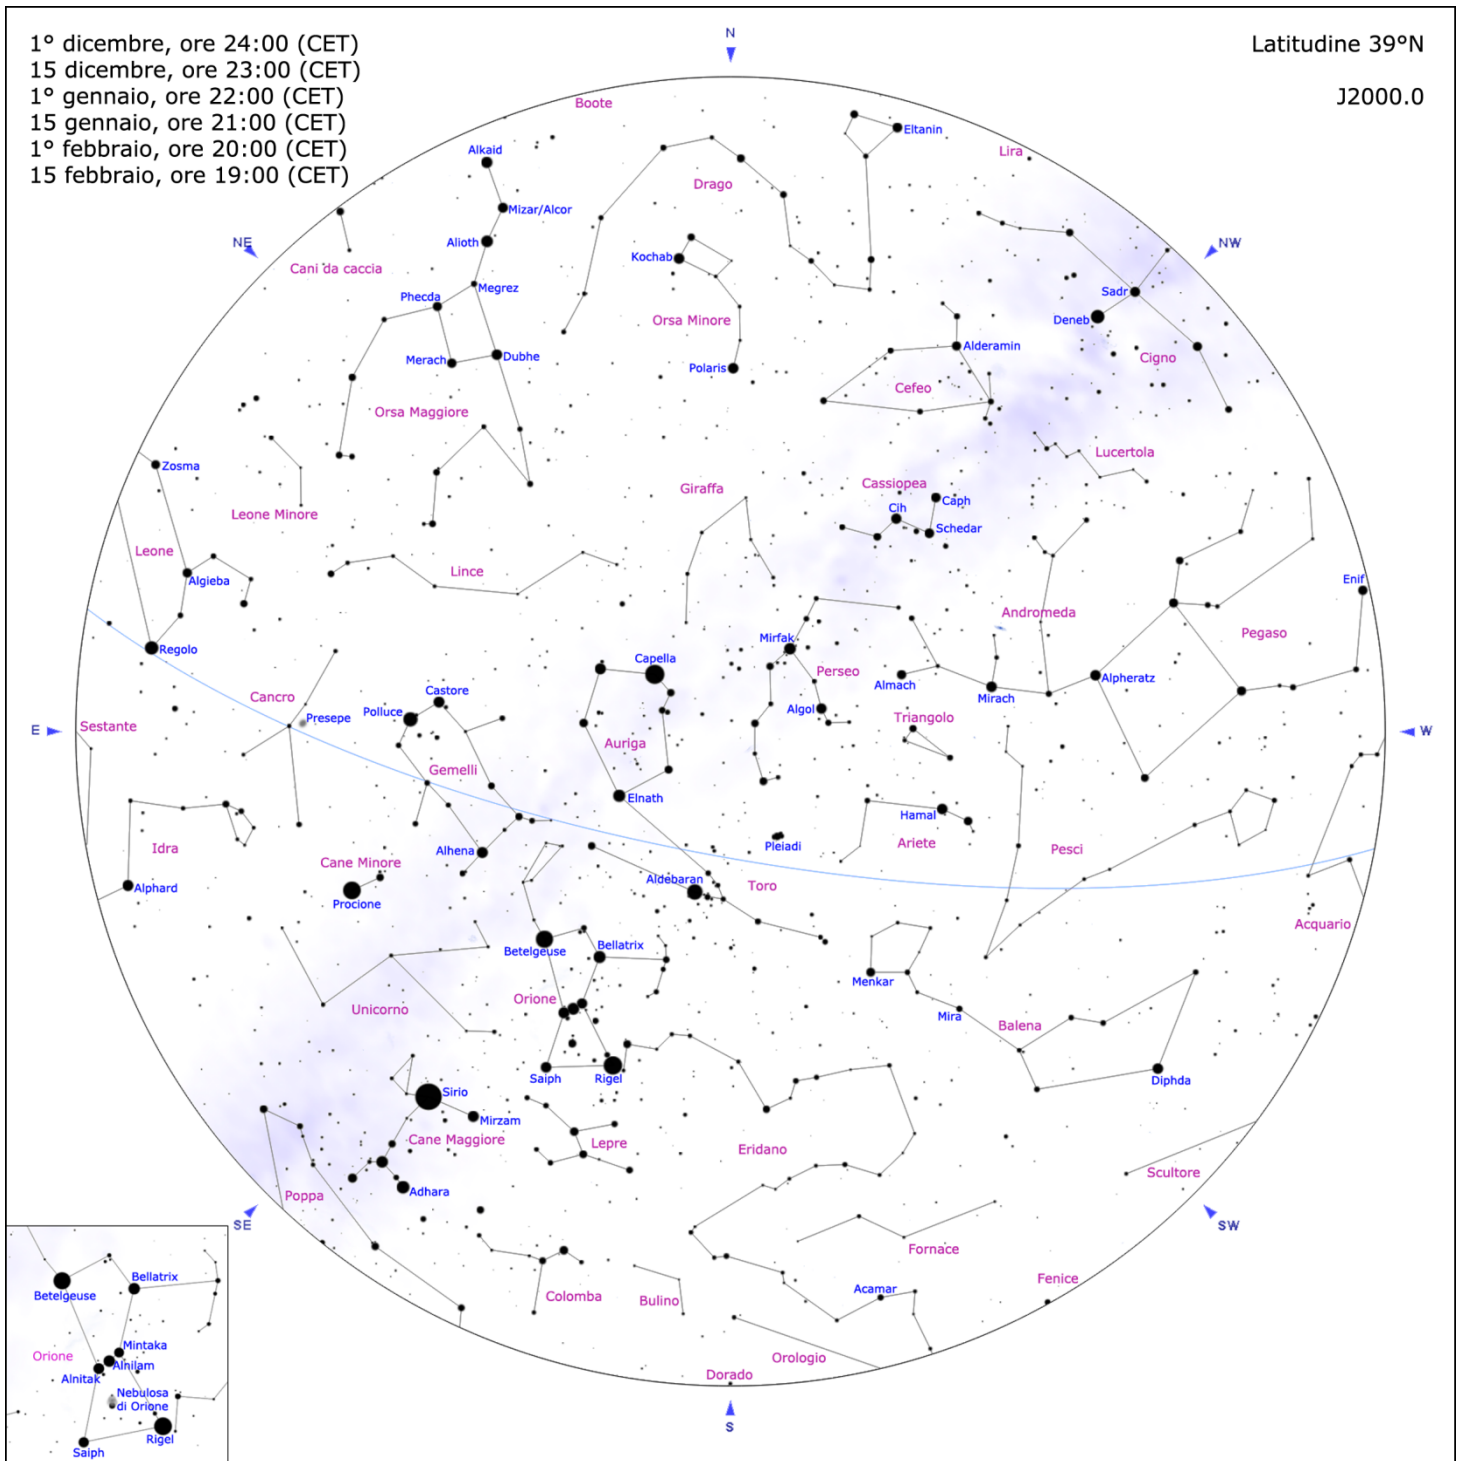 1° dicembre, ore 24:00 (CET)
15 dicembre, ore 23:00 (CET)
1° gennaio, ore 22:00 (CET)
15 gennaio, ore 21:00 (CET)
1° febbraio, ore 20:00 (CET)
15 febbraio, ore 19:00 (CET)
Latitudine 39°N
J2000.0
N
Boote
Eltanin
Alkaid
Lira
Drago
Mizar/Alcor
NE
Alioth
NW
Kochab
Cani da caccia
Megrez
Sadr
Phecda
Orsa Minore
Deneb
Alderamin
Merach
Dubhe
Cigno
Polaris
Cefeo
Orsa Maggiore
Lucertola
Zosma
Giraffa
Cassiopea
Caph
Cih
Leone Minore
Schedar
Leone
Lince
Algieba
Enif
Andromeda
Pegaso
Mirfak
Regolo
Capella
Perseo
Alpheratz
Almach
Castore
Cancro
Mirach
Polluce
Algol
Presepe
Triangolo
E
Sestante
W
Auriga
Gemelli
Elnath
Hamal
Ariete
Pleiadi
Idra
Pesci
Alhena
Cane Minore
Aldebaran
Toro
Alphard
Procione
Acquario
Betelgeuse
Bellatrix
Menkar
Orione
Unicorno
Mira
Balena
Saiph
Rigel
Diphda
Sirio
Mirzam
Cane Maggiore
Lepre
Eridano
Scultore
Adhara
Poppa
SE
SW
Fornace
Fenice
Acamar
Colomba
Bulino
Orologio
Dorado
S
Bellatrix
Betelgeuse
Mintaka
Orione
Alnilam
Alnitak
Nebulosa
di Orione
Rigel
Saiph